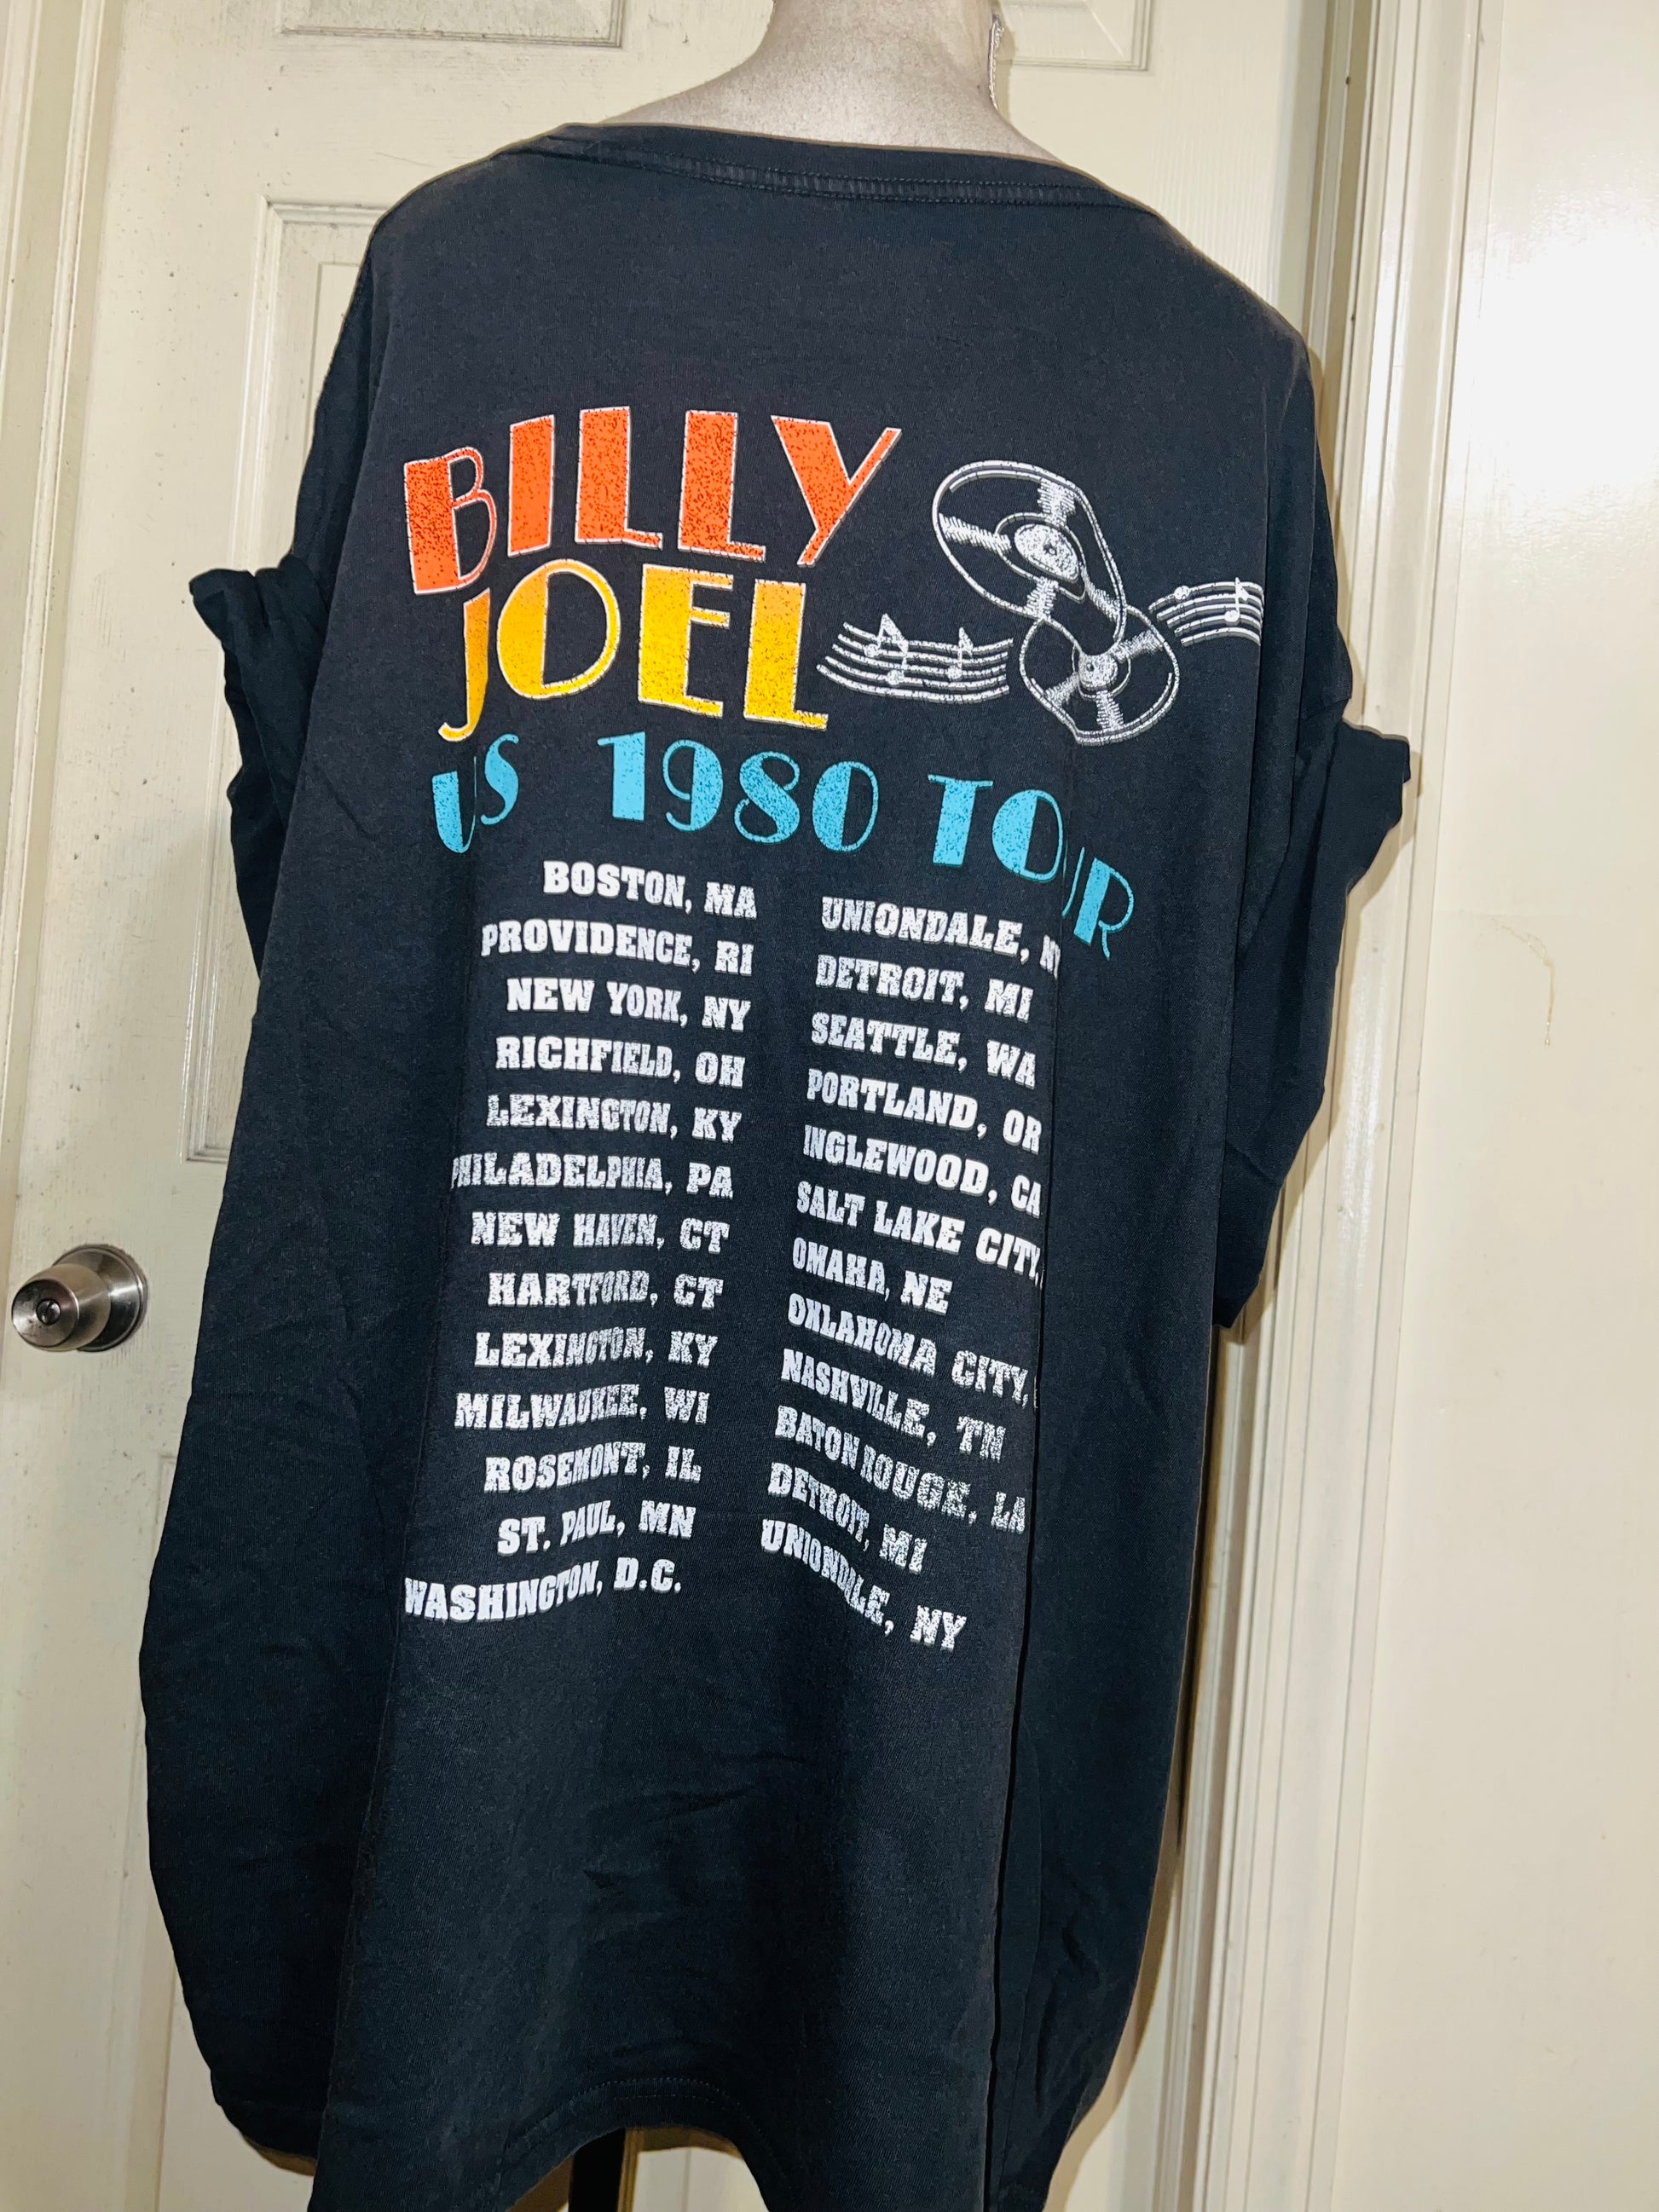 BILLY
JOEL
US 1980 TOUR
BOSTON, MA
PROVIDENCE, RI
NEW YORK, NY
RICHFIELD, OH
LEXINGTON, KY
PHILADELPHIA, PA
NEW HAVEN, CT
HARTFORD, CT
LEXINGTON, KY
MILWAUKEE, WI
ROSEMONT, IL
ST. PAUL, MN
WASHINGTON, D.C.
UNIONDALE, NY
DETROIT, MI
SEATTLE, WA
PORTLAND, OR
INGLEWOOD, CA
SALT LAKE CITY,
OMAHA, NE
OKLAHOMA CITY,
NASHVILLE, TN
BATON ROUGE, LA
DETROIT, MI
UNIONDALE, NY